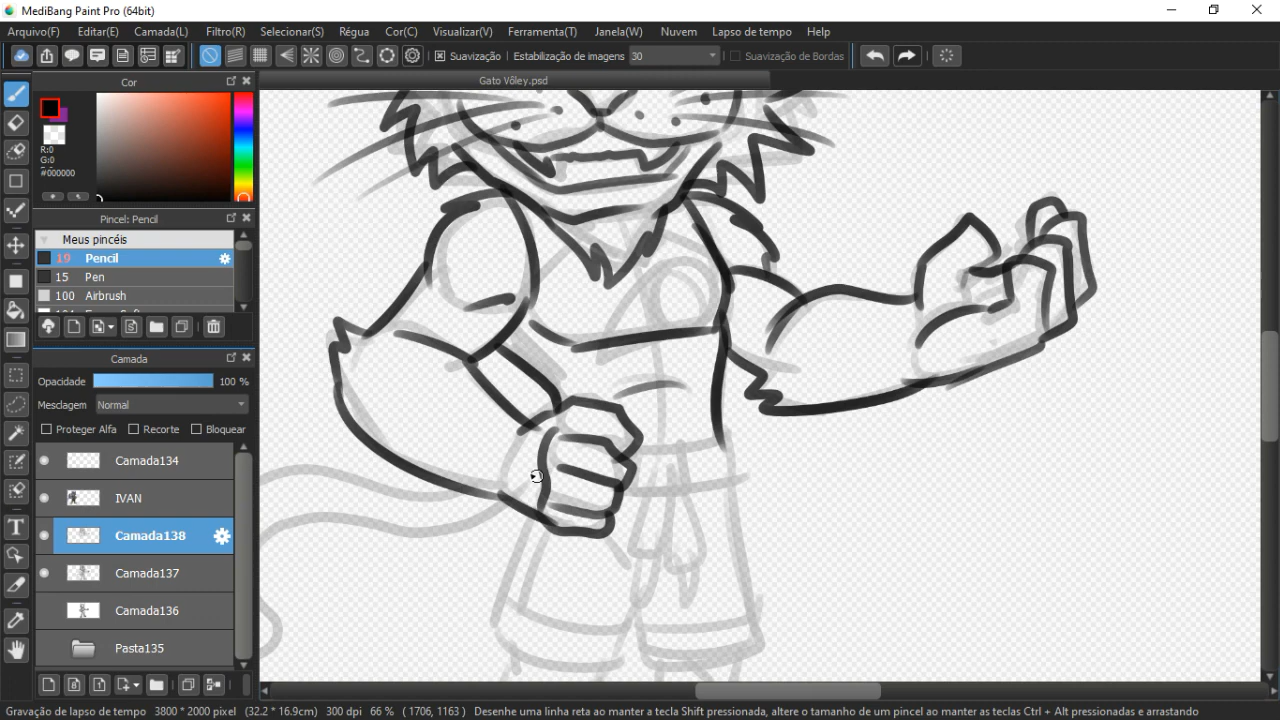 MediBang Paint Pro (64bit)
Arquivo(F) Editar(E) Camada(L) Filtro(R) Selecionar(S) Régua Cor(C) Visualizar(V) Ferramenta(T) Janela(W) Nuvem Lapso de tempo Help
Suavização Estabilização de imagens 30 Suavização de Bordas
Cor
Gato Vôley.psd
R:0
G:0
#000000
Pincel: Pencil
Meus pincéis
19 Pencil
15 Pen
100 Airbrush
Camada
Opacidade 100 %
Mesclagem Normal
Proteger Alfa Recorte Bloquear
Camada134
IVAN
Camada138
Camada137
Camada136
Pasta135
T
Gravação de lapso de tempo 3800 * 2000 pixel (32.2 * 16.9cm) 300 dpi 66 % ( 1706, 1163 ) Desenhe uma linha reta ao manter a tecla Shift pressionada, altere o tamanho de um pincel ao manter as teclas Ctrl + Alt pressionadas e arrastando